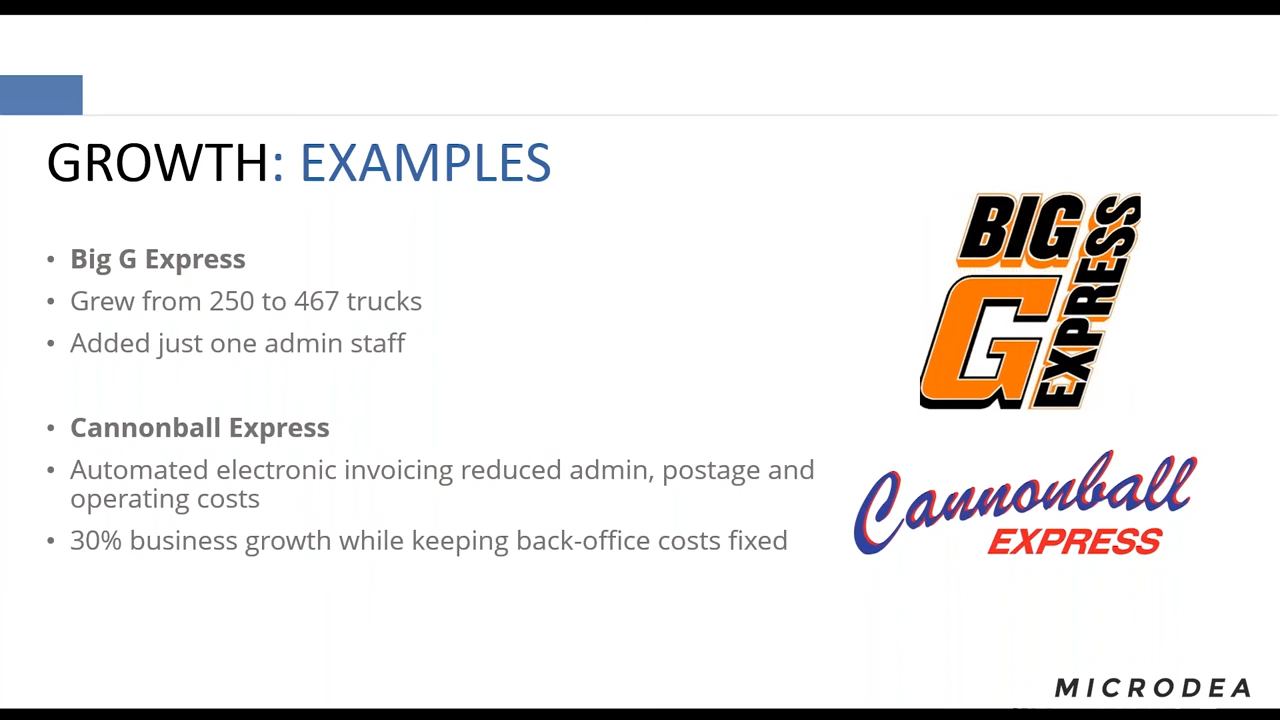 GROWTH: EXAMPLES
• Big G Express
• Grew from 250 to 467 trucks
• Added just one admin staff
• Cannonball Express
• Automated electronic invoicing reduced admin, postage and
operating costs
• 30% business growth while keeping back-office costs fixed
BIG
G
EXPRESS
Cannonball
EXPRESS
MICRODEA